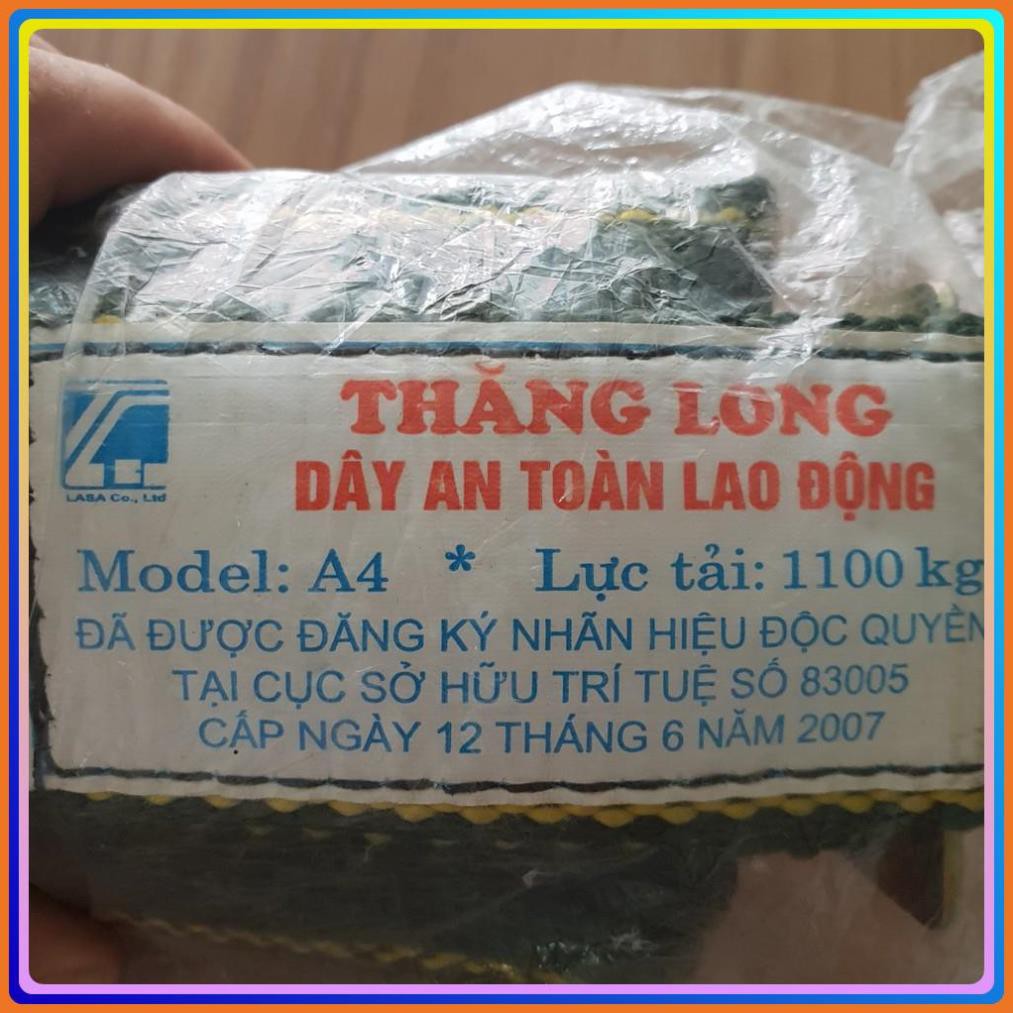 THĂNG LONG
DÂY AN TOÀN LAO ĐỘNG
LASA Co., Ltd
Model: A4 * Lực tải: 1100 kg
ĐÃ ĐƯỢC ĐĂNG KÝ NHÃN HIỆU ĐỘC QUYỀN
TẠI CỤC SỞ HỮU TRÍ TUỆ SỐ 83005
CẤP NGÀY 12 THÁNG 6 NĂM 2007